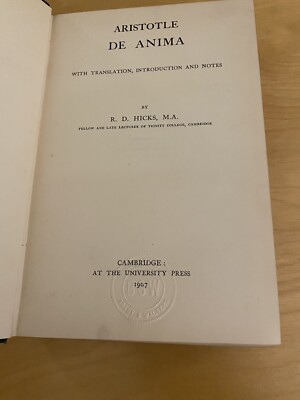 ARISTOTLE
DE ANIMA
WITH TRANSLATION, INTRODUCTION AND NOTES
BY
R. D. HICKS, M.A.
FELLOW AND LATE LECTURER OF TRINITY COLLEGE, CAMBRIDGE
CAMBRIDGE:
AT THE UNIVERSITY PRESS
1907